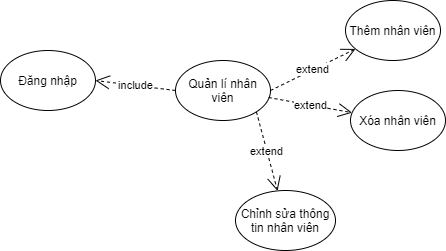 Thêm nhân viên
extend
Đăng nhập
include
Quản lí nhân
viên
extend
Xóa nhân viên
extend
Chỉnh sửa thông
tin nhân viên